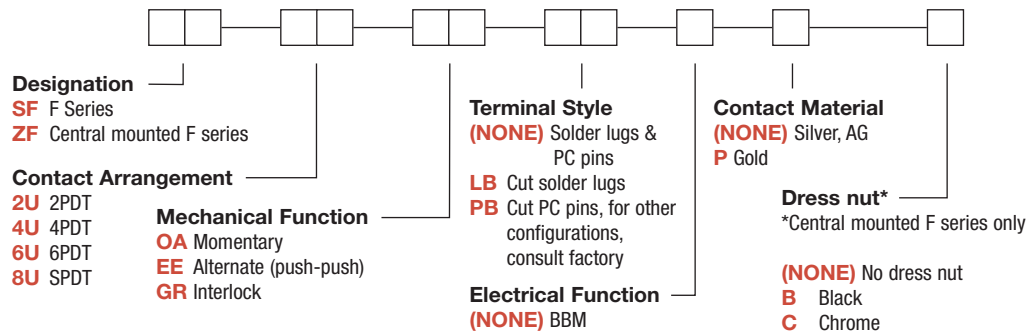 Designation
SF F Series
ZF Central mounted F series
Contact Arrangement
2U 2PDT
4U 4PDT
6U 6PDT
8U SPDT
Mechanical Function
OA Momentary
EE Alternate (push-push)
GR Interlock
Terminal Style
(NONE) Solder lugs &
PC pins
LB Cut solder lugs
PB Cut PC pins, for other
configurations,
consult factory
Electrical Function
(NONE) BBM
Contact Material
(NONE) Silver, AG
P Gold
Dress nut*
*Central mounted F series only
(NONE) No dress nut
B Black
C Chrome